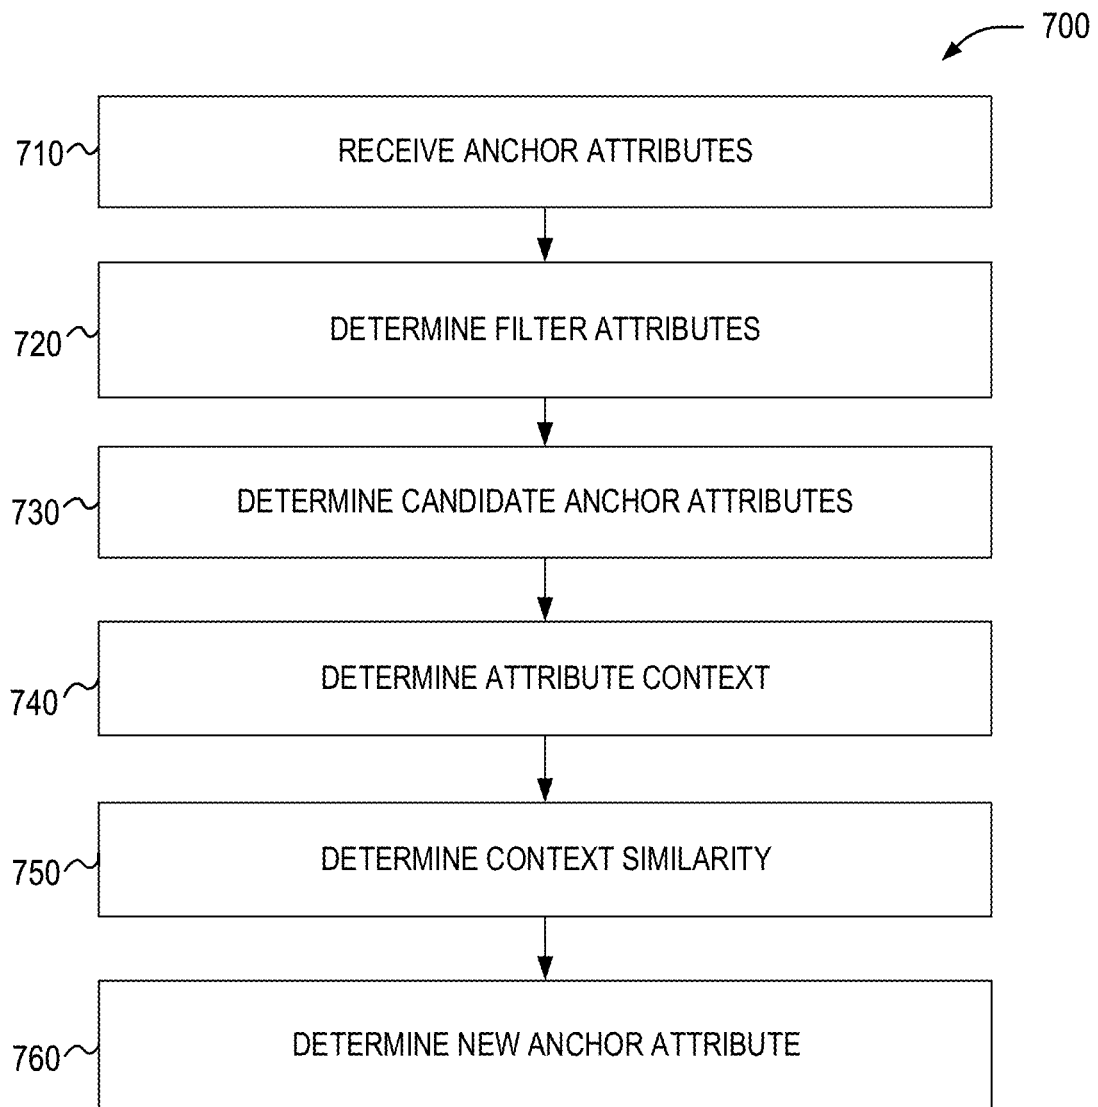 700
710
RECEIVE ANCHOR ATTRIBUTES
720
DETERMINE FILTER ATTRIBUTES
730
DETERMINE CANDIDATE ANCHOR ATTRIBUTES
740
DETERMINE ATTRIBUTE CONTEXT
750
DETERMINE CONTEXT SIMILARITY
760
DETERMINE NEW ANCHOR ATTRIBUTE